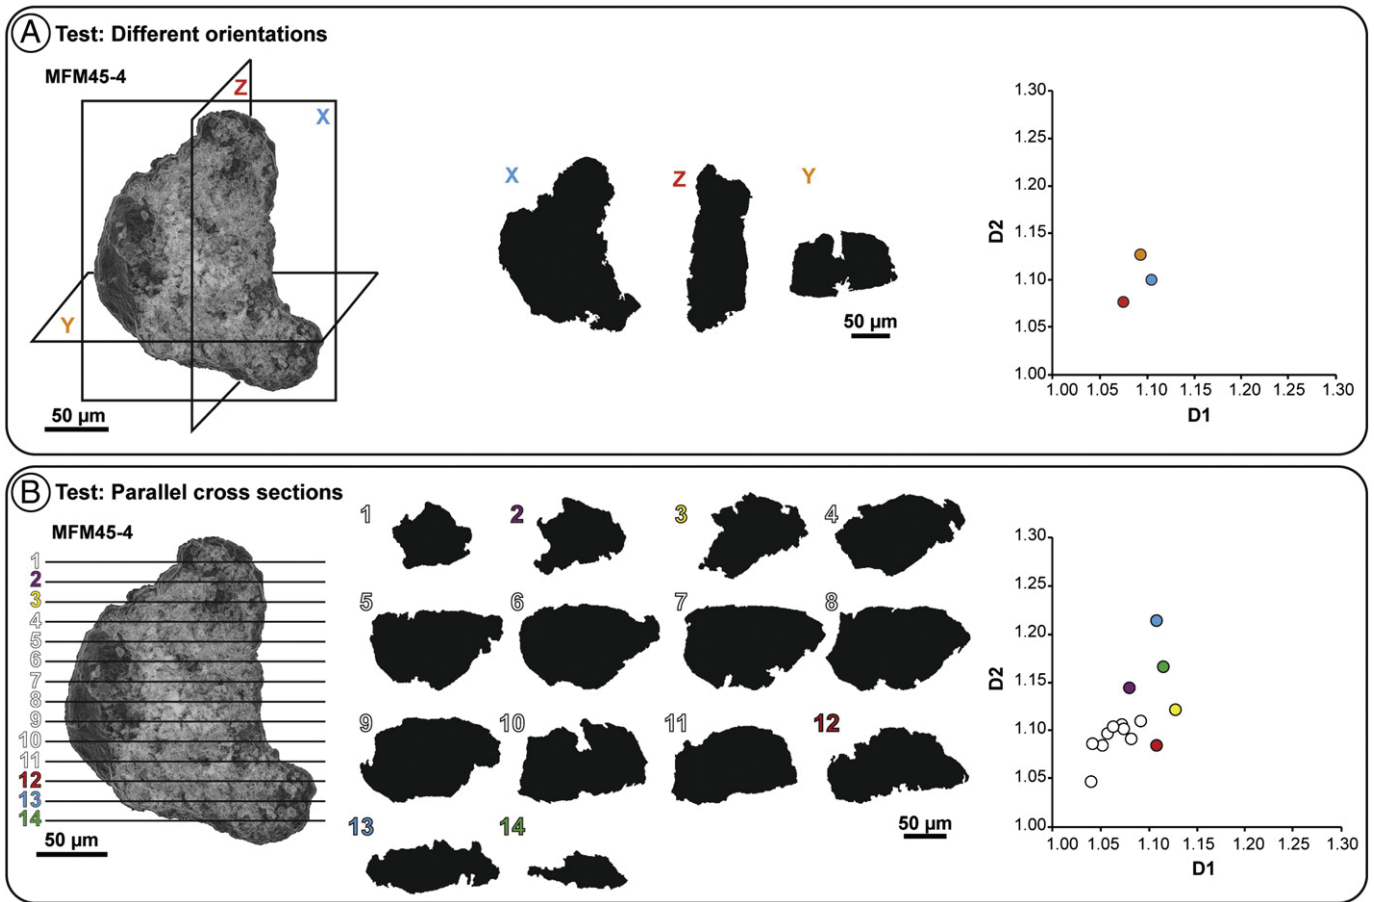 A Test: Different orientations
MFM45-4
Z
X
Y
50 µm
X
Z
Y
50 µm
1.30
1.25
1.20
1.15
1.10
1.05
1.00
D2
1.00 1.05 1.10 1.15 1.20 1.25 1.30
D1
B Test: Parallel cross sections
MFM45-4
1
2
3
4
5
6
7
8
9
10
11
12
13
14
50 µm
1 2 3 4
5 6 7 8
9 10 11 12
13 14
50 µm
1.30
1.25
1.20
1.15
1.10
1.05
1.00
D2
1.00 1.05 1.10 1.15 1.20 1.25 1.30
D1